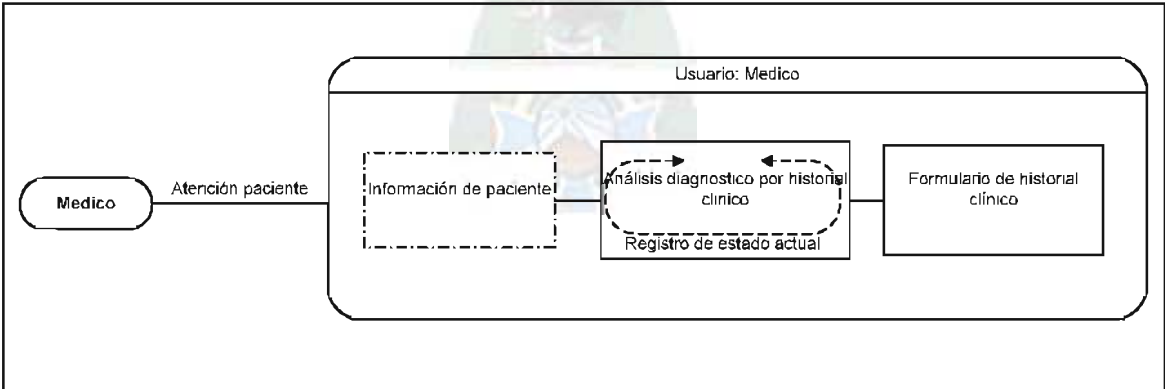 Usuario: Medico
Atención paciente
Medico
Información de paciente
Análisis diagnostico por historial
clinico
Registro de estado actual
Formulario de historial
clínico